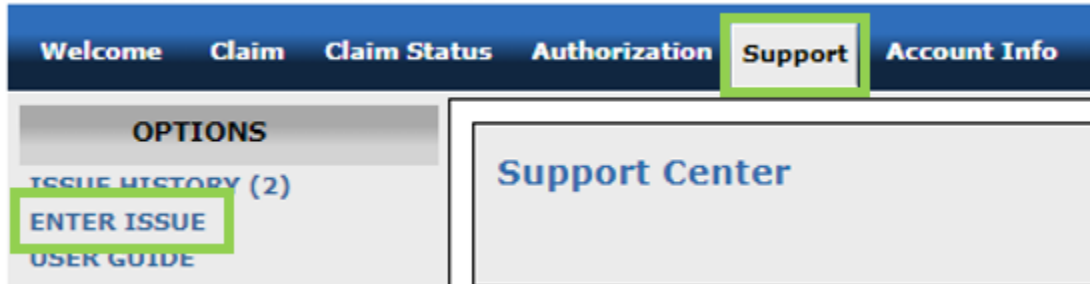 Welcome Claim Claim Status Authorization Support Account Info
OPTIONS
ISSUE HISTORY (2)
ENTER ISSUE
USER GUIDE
Support Center